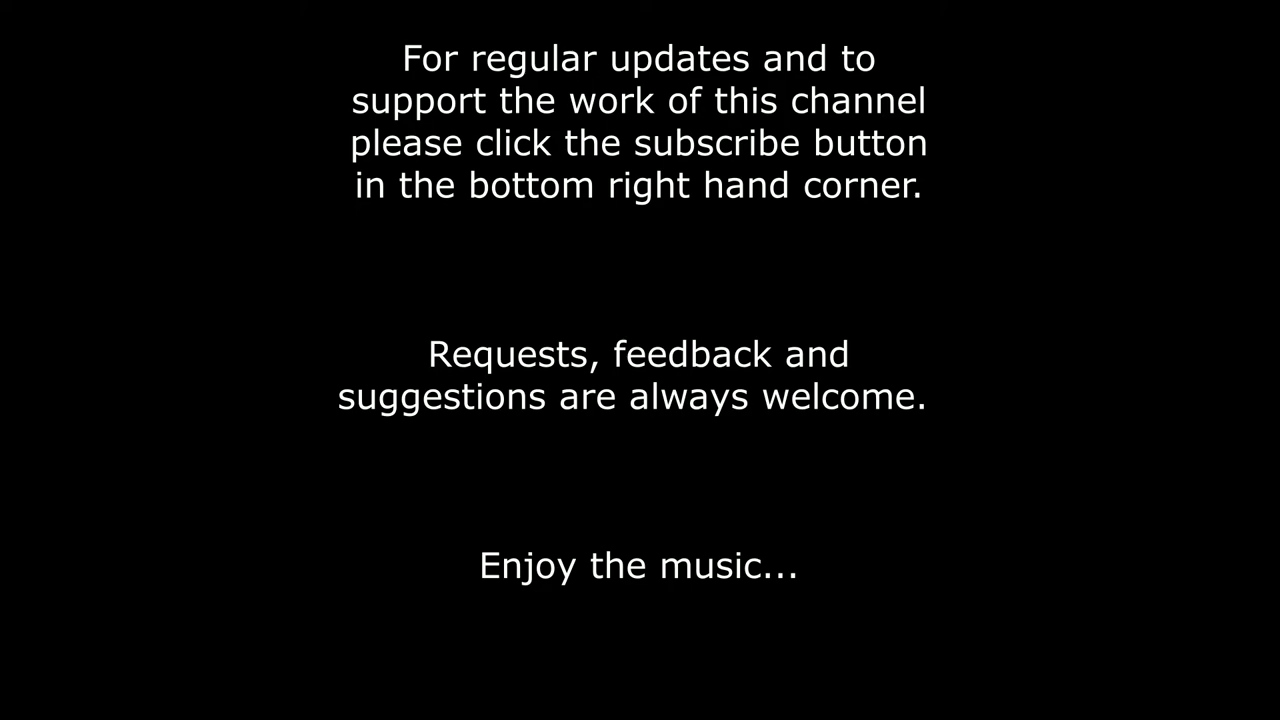 For regular updates and to
support the work of this channel
please click the subscribe button
in the bottom right hand corner.
Requests, feedback and
suggestions are always welcome.
Enjoy the music...